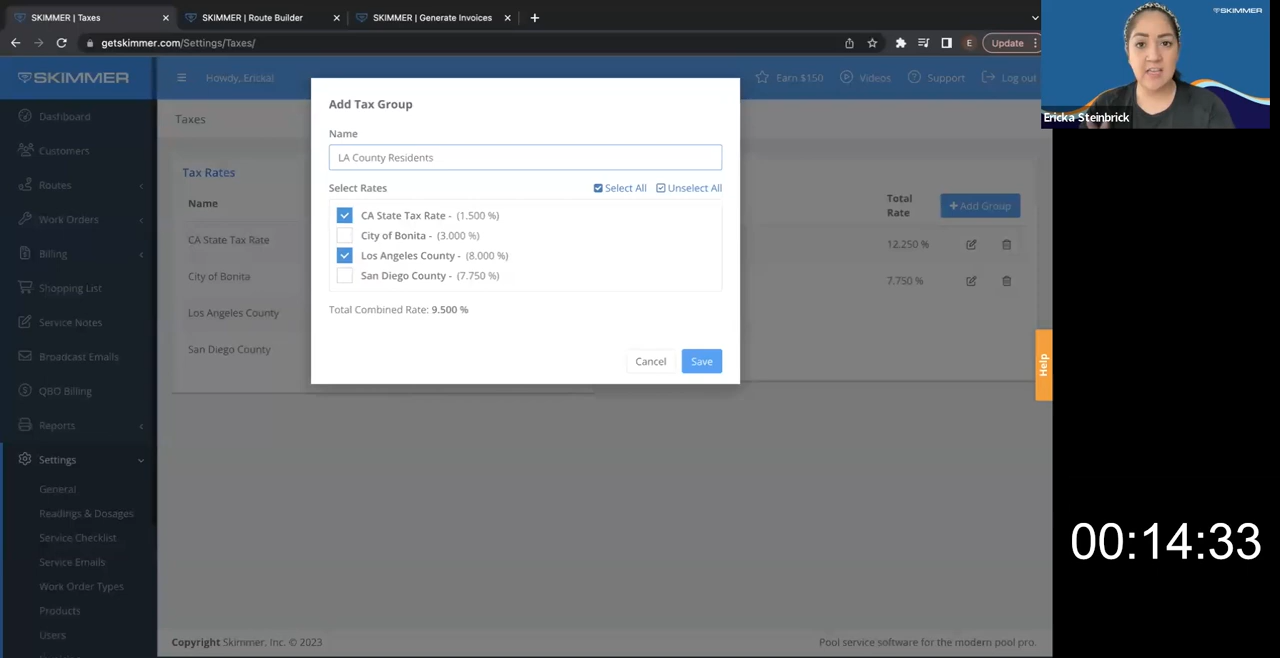 SKIMMER | Taxes
SKIMMER | Route Builder
SKIMMER | Generate Invoices
getskimmer.com/Settings/Taxes/
E
Update
SKIMMER
Howdy, Ericka!
Earn $150
Videos
Support
Log out
SKIMMER
Ericka Steinbrick
Dashboard
Customers
Routes
Work Orders
Billing
Shopping List
Service Notes
Broadcast Emails
QBO Billing
Reports
Settings
General
Readings & Dosages
Service Checklist
Service Emails
Work Order Types
Products
Users
Taxes
Tax Rates
Name
CA State Tax Rate
City of Bonita
Los Angeles County
San Diego County
Add Tax Group
Name
LA County Residents
Select Rates
Select All
Unselect All
CA State Tax Rate - (1.500 %)
City of Bonita - (3.000 %)
Los Angeles County - (8.000 %)
San Diego County - (7.750 %)
Total Combined Rate: 9.500 %
Cancel
Save
Total Rate
+ Add Group
12.250 %
7.750 %
Help
00:14:33
Copyright Skimmer, Inc. © 2023
Pool service software for the modern pool pro.